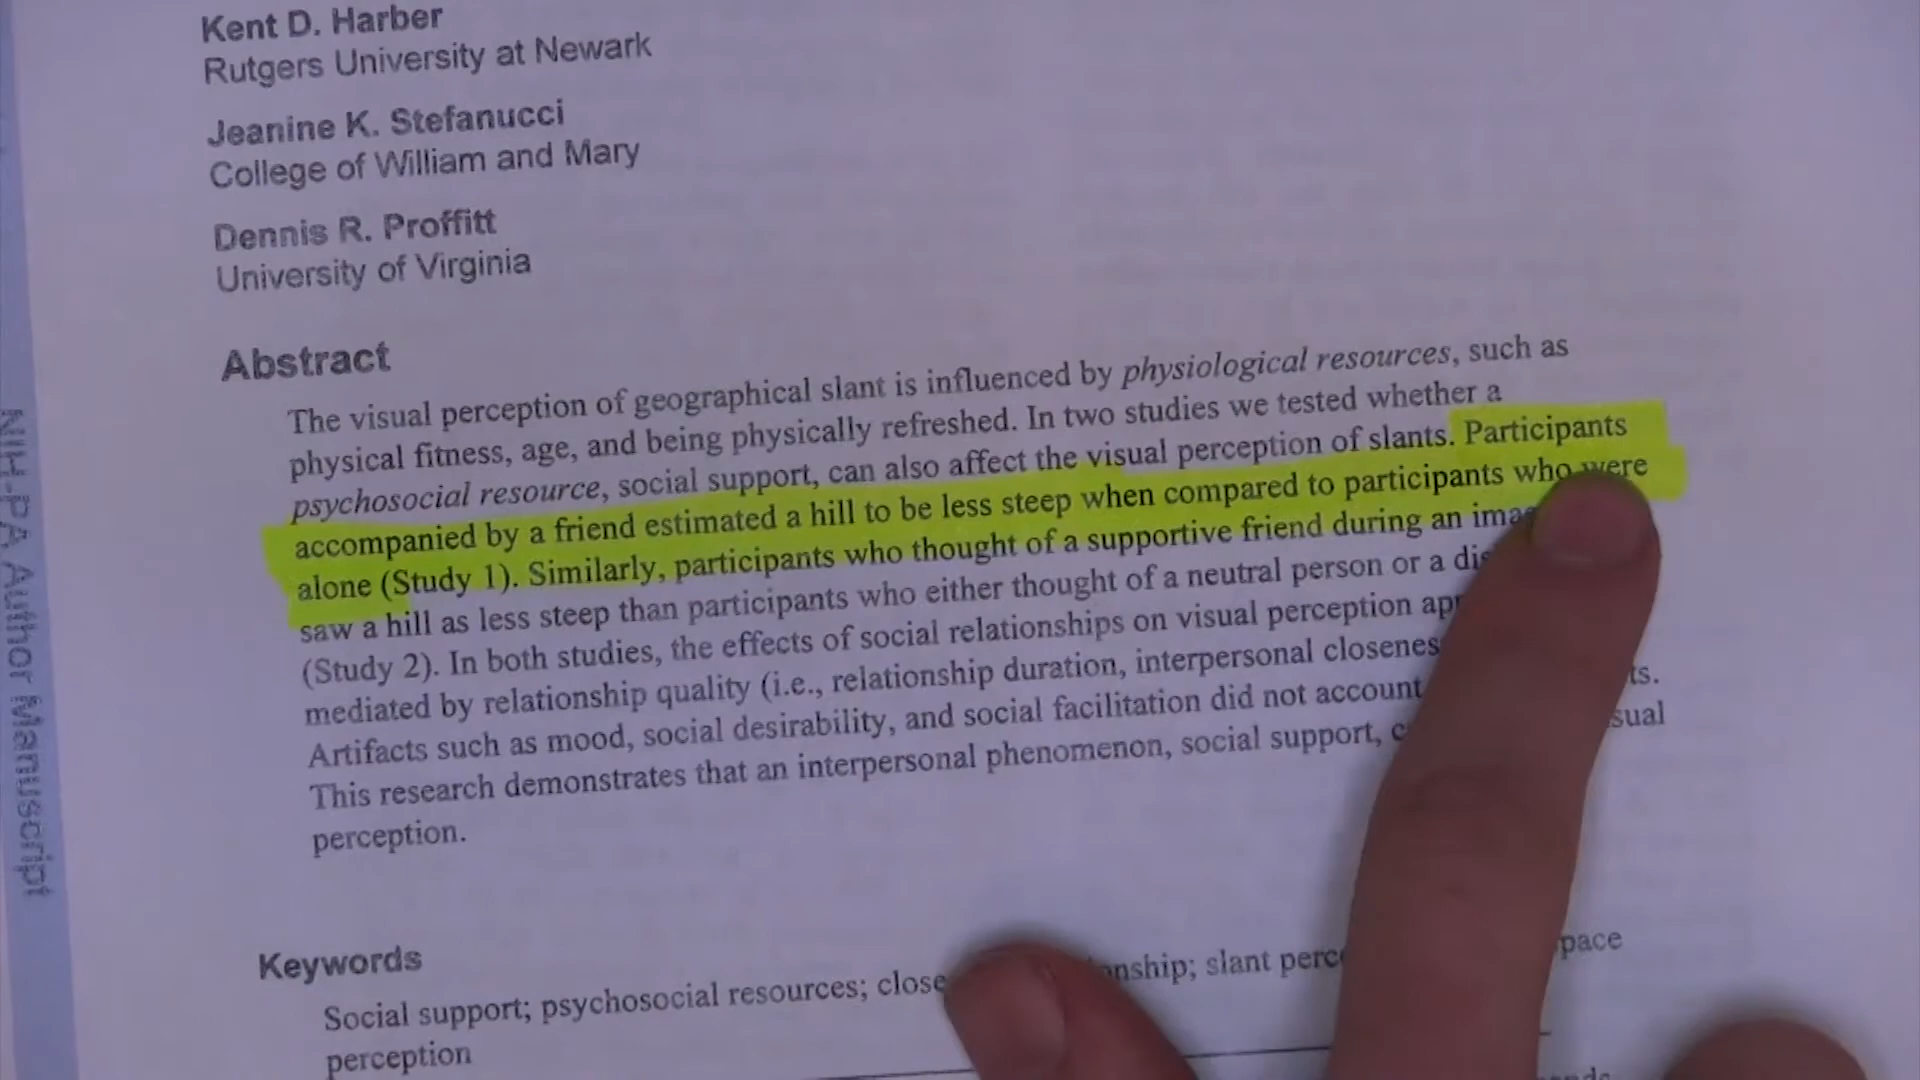 Kent D. Harber
Rutgers University at Newark
Jeanine K. Stefanucci
College of William and Mary
Dennis R. Proffitt
University of Virginia
Abstract
The visual perception of geographical slant is influenced by physiological resources, such as
physical fitness, age, and being physically refreshed. In two studies we tested whether a
psychosocial resource, social support, can also affect the visual perception of slants. Participants
accompanied by a friend estimated a hill to be less steep when compared to participants who were
alone (Study 1). Similarly, participants who thought of a supportive friend during an
saw a hill as less steep than participants who either thought of a neutral person or a
(Study 2). In both studies, the effects of social relationships on visual perception
mediated by relationship quality (i.e., relationship duration, interpersonal
Artifacts such as mood, social desirability, and social facilitation did not account
This research demonstrates that an interpersonal phenomenon, social support,
perception.
Keywords
Social support; psychosocial resources; close slant
perception
NIH-PA Author Manuscript